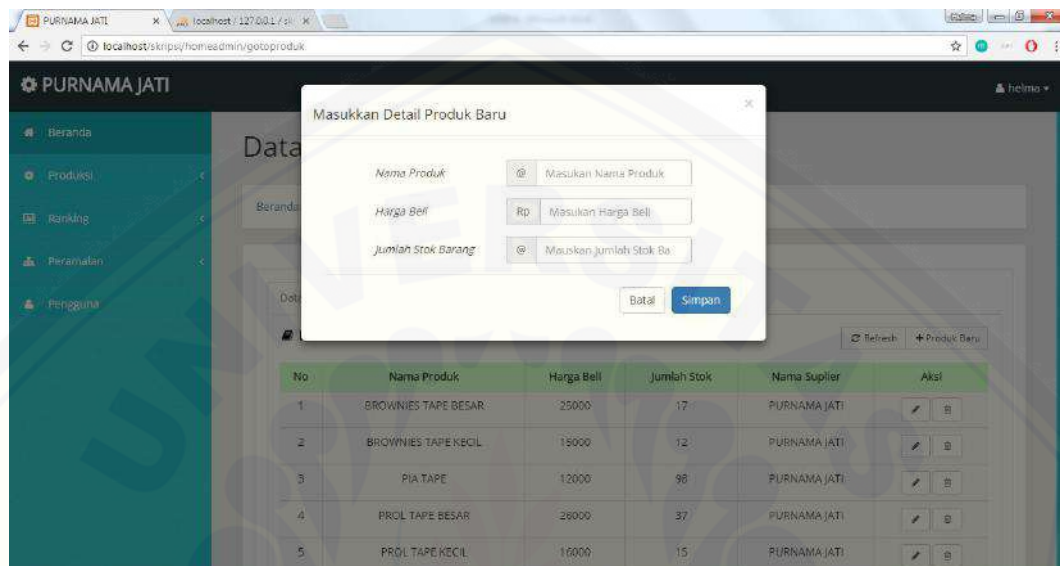 PURNAMA JATI
localhost / 127.0.0.1 / sk
localhost/skripsi/homeadmin/gotoproduk
PURNAMA JATI
helma
Beranda
Produksi
Ranking
Peramalan
Pengguna
Data
Beranda
Masukkan Detail Produk Baru
×
Nama Produk @ Masukan Nama Produk
Harga Beli Rp Masukan Harga Beli
Jumlah Stok Barang @ Mauskan Jumlah Stok Ba
Batal Simpan
Refresh + Produk Baru
No Nama Produk Harga Beli Jumlah Stok Nama Suplier Aksi
1 BROWNIES TAPE BESAR 25000 17 PURNAMA JATI
2 BROWNIES TAPE KECIL 15000 12 PURNAMA JATI
3 PIA TAPE 12000 98 PURNAMA JATI
4 PROL TAPE BESAR 26000 37 PURNAMA JATI
5 PROL TAPE KECIL 16000 15 PURNAMA JATI
UNIVERSITAS